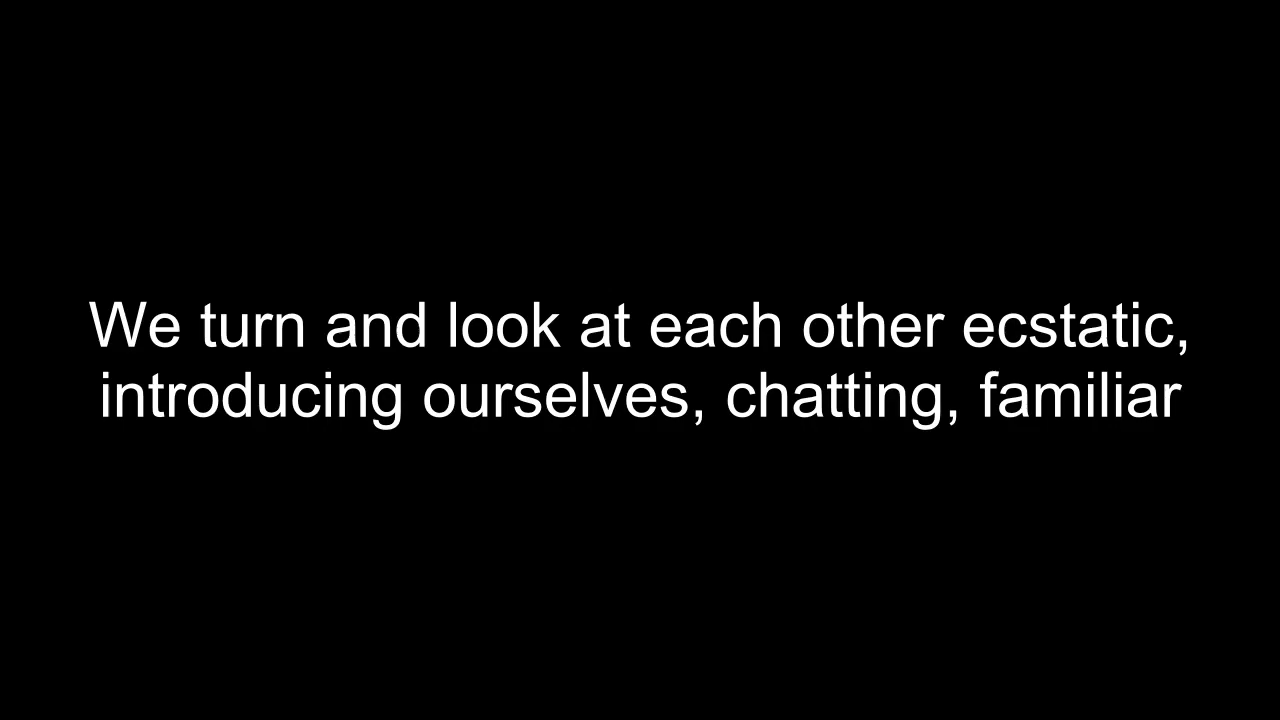 We turn and look at each other ecstatic,
introducing ourselves, chatting, familiar